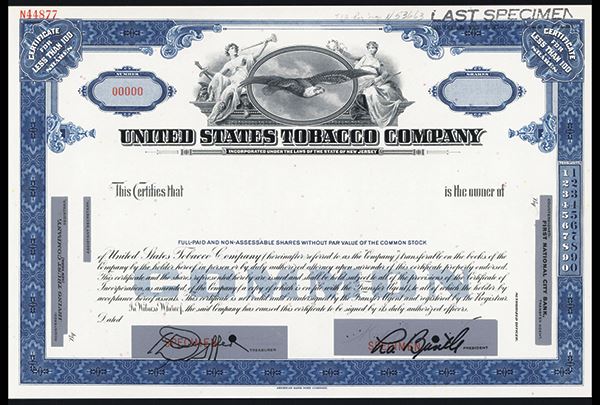 N44877
LAST SPECIMEN
CERTIFICATE
FOR
LESS THAN 100
SHARES
CERTIFICATE
FOR
LESS THAN 100
SHARES
NUMBER
00000
SHARES
UNITED STATES TOBACCO COMPANY
INCORPORATED UNDER THE LAWS OF THE STATE OF NEW JERSEY
This Certifies that
is the owner of
FULL-PAID AND NON-ASSESSABLE SHARES WITHOUT PAR VALUE OF THE COMMON STOCK
of United States Tobacco Company (hereinafter referred to as the Company) transferable on the books of the
Company by the holder hereof in person or by duly authorized attorney upon surrender of this certificate properly endorsed.
This certificate and the shares represented hereby are issued and shall be held subject to all of the provisions of the Certificate of
Incorporation, as amended, of the Company (a copy of which is on file with the Transfer Agent), to all of which the holder by
acceptance hereof assents. This certificate is not valid until countersigned by the Transfer Agent and registered by the Registrar.
In Witness Whereof, the said Company has caused this certificate to be signed by its duly authorized officers.
Dated
SPECIMEN
TREASURER
SPECIMEN
PRESIDENT
FIRST NATIONAL CITY BANK,
By
AUTHORIZED OFFICER.
1 2 3 4 5 6 7 8 9 0
1 2 3 4 5 6 7 8 9 0
AMERICAN BANK NOTE COMPANY